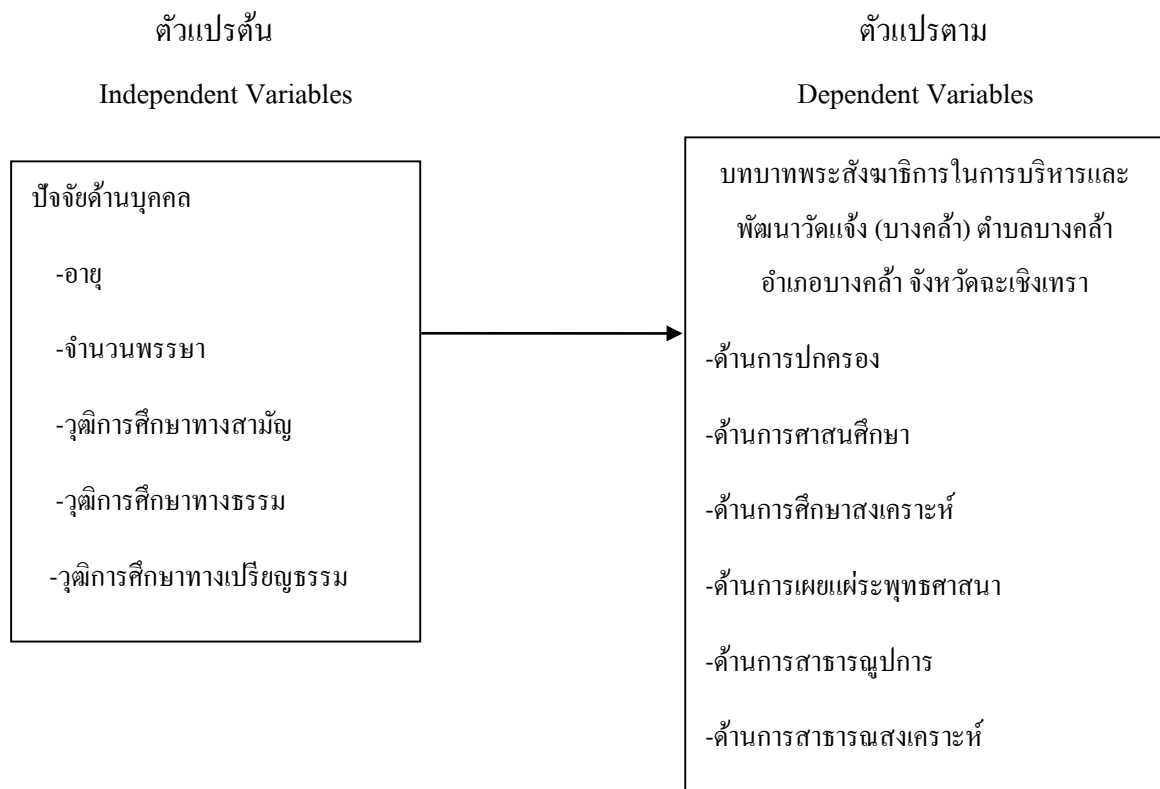 ตัวแปรต้น
Independent Variables
ปัจจัยด้านบุคคล
-อายุ
-จำนวนพรรษา
-วุฒิการศึกษาทางสามัญ
-วุฒิการศึกษาทางธรรม
-วุฒิการศึกษาทางเปรียญธรรม
ตัวแปรตาม
Dependent Variables
บทบาทพระสังฆาธิการในการบริหารและ
พัฒนาวัดแจ้ง (บางคล้า) ตำบลบางคล้า
อำเภอบางคล้า จังหวัดฉะเชิงเทรา
-ด้านการปกครอง
-ด้านการศาสนศึกษา
-ด้านการศึกษาสงเคราะห์
-ด้านการเผยแผ่ระพุทธศาสนา
-ด้านการสาธารณูปการ
-ด้านการสาธารณสงเคราะห์